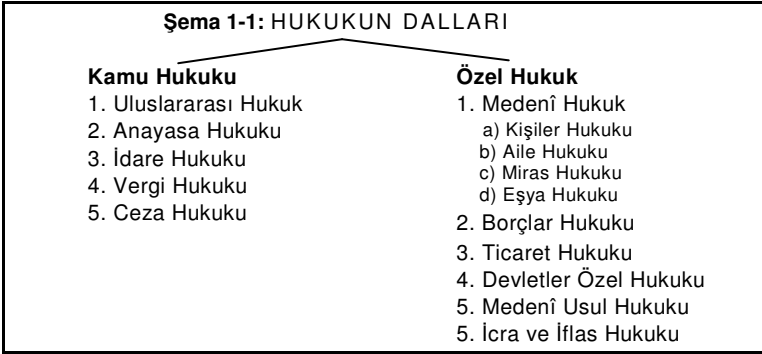 Şema 1-1: HUKUKUN DALLARI
Kamu Hukuku
1. Uluslararası Hukuk
2. Anayasa Hukuku
3. İdare Hukuku
4. Vergi Hukuku
5. Ceza Hukuku
Özel Hukuk
1. Medenî Hukuk
a) Kişiler Hukuku
b) Aile Hukuku
c) Miras Hukuku
d) Eşya Hukuku
2. Borçlar Hukuku
3. Ticaret Hukuku
4. Devletler Özel Hukuku
5. Medenî Usul Hukuku
5. İcra ve İflas Hukuku